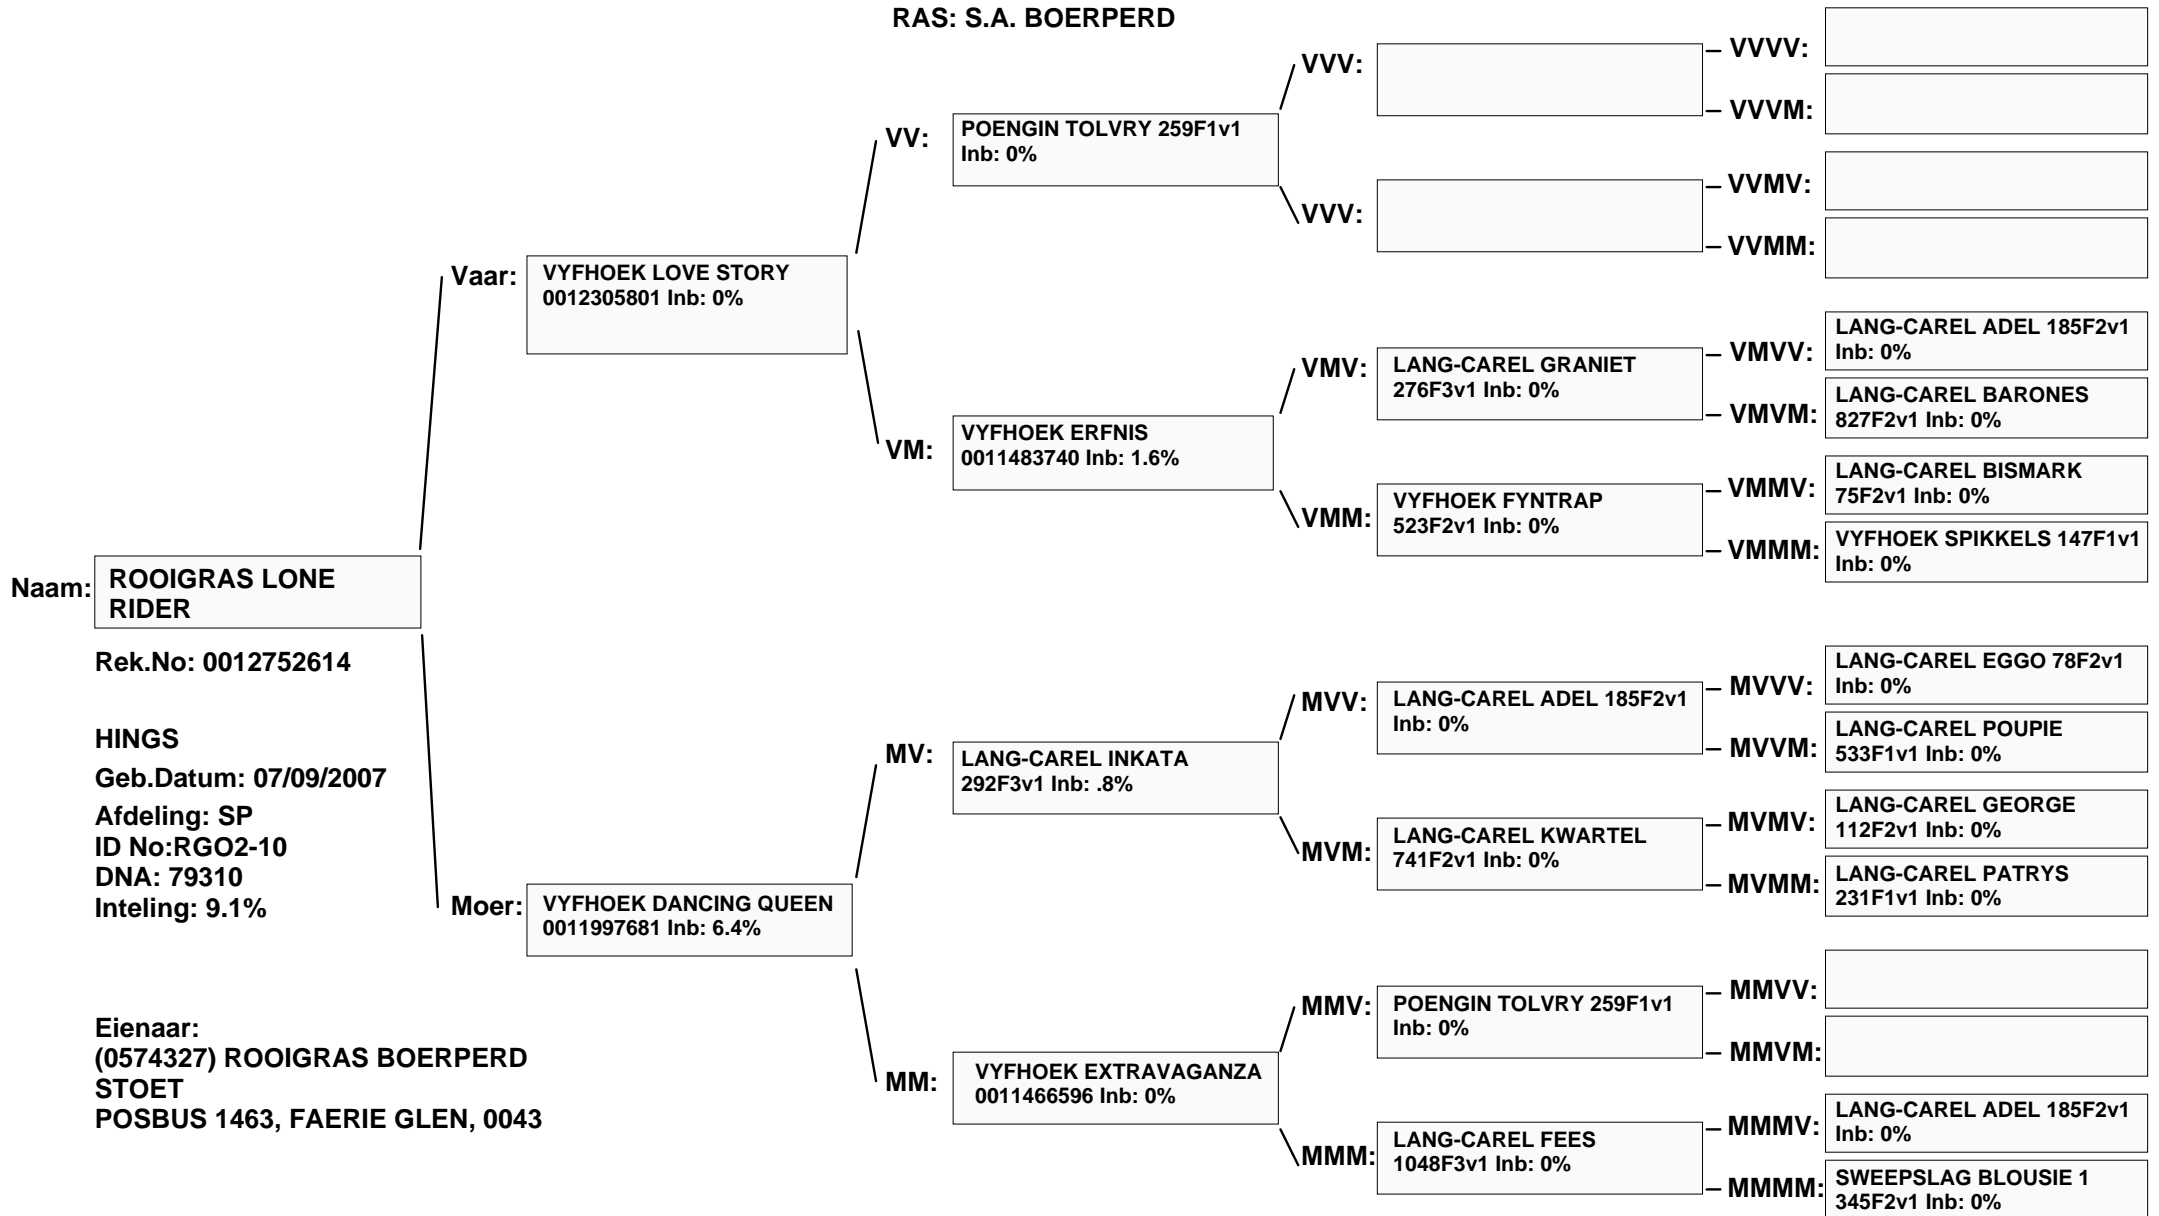 RAS: S.A. BOERPERD
Naam:
ROOIGRAS LONE
RIDER
Rek.No: 0012752614
HINGS
Geb.Datum: 07/09/2007
Afdeling: SP
ID No:RGO2-10
DNA: 79310
Inteling: 9.1%
Eienaar:
(0574327) ROOIGRAS BOERPERD
STOET
POSBUS 1463, FAERIE GLEN, 0043
Vaar:
VYFHOEK LOVE STORY
0012305801 Inb: 0%
Moer:
VYFHOEK DANCING QUEEN
0011997681 Inb: 6.4%
VV:
POENGIN TOLVRY 259F1v1
Inb: 0%
VM:
VYFHOEK ERFNIS
0011483740 Inb: 1.6%
MV:
LANG-CAREL INKATA
292F3v1 Inb: .8%
MM:
VYFHOEK EXTRAVAGANZA
0011466596 Inb: 0%
VVV:
VVV:
VMV:
LANG-CAREL GRANIET
276F3v1 Inb: 0%
VMM:
VYFHOEK FYNTRAP
523F2v1 Inb: 0%
MVV:
LANG-CAREL ADEL 185F2v1
Inb: 0%
MVM:
LANG-CAREL KWARTEL
741F2v1 Inb: 0%
MMV:
POENGIN TOLVRY 259F1v1
Inb: 0%
MMM:
LANG-CAREL FEES
1048F3v1 Inb: 0%
VVVV:
VVVM:
VVMV:
VVMM:
VMVV:
LANG-CAREL ADEL 185F2v1
Inb: 0%
VMVM:
LANG-CAREL BARONES
827F2v1 Inb: 0%
VMMV:
LANG-CAREL BISMARK
75F2v1 Inb: 0%
VMMM:
VYFHOEK SPIKKELS 147F1v1
Inb: 0%
MVVV:
LANG-CAREL EGGO 78F2v1
Inb: 0%
MVVM:
LANG-CAREL POUPIE
533F1v1 Inb: 0%
MVMV:
LANG-CAREL GEORGE
112F2v1 Inb: 0%
MVMM:
LANG-CAREL PATRYS
231F1v1 Inb: 0%
MMVV:
MMVM:
MMMV:
LANG-CAREL ADEL 185F2v1
Inb: 0%
MMMM:
SWEEPSLAG BLOUSIE 1
345F2v1 Inb: 0%